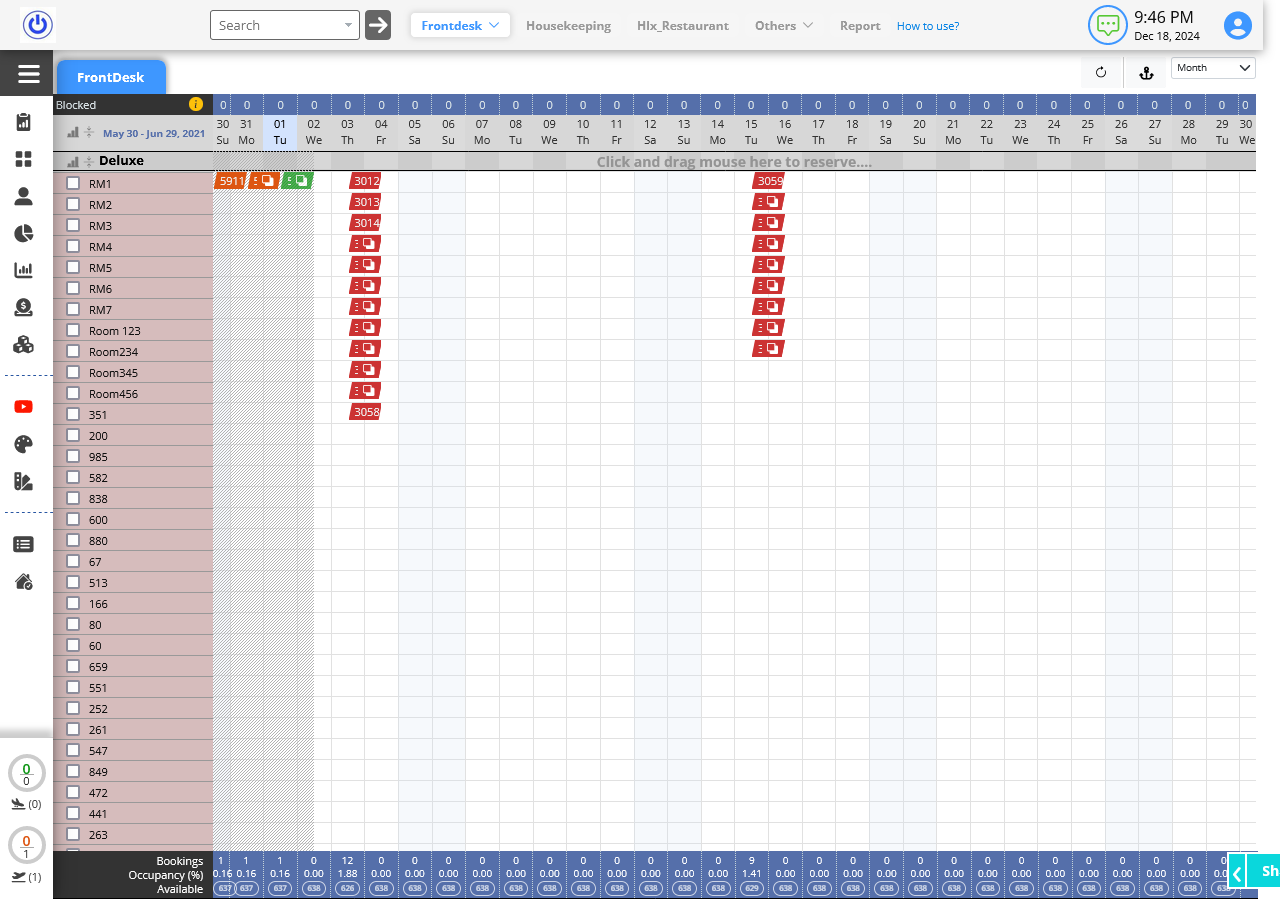 Search
Frontdesk
Housekeeping
Hlx_Restaurant
Others
Report
How to use?
9:46 PM
Dec 18, 2024
FrontDesk
Month
Blocked 0 0 0 0 0 0 0 0 0 0 0 0 0 0 0 0 0 0 0 0 0 0 0 0 0 0 0 0 0 0 0 0
May 30 - Jun 29, 2021
30 31 01 02 03 04 05 06 07 08 09 10 11 12 13 14 15 16 17 18 19 20 21 22 23 24 25 26 27 28 29 30
Su Mo Tu We Th Fr Sa Su Mo Tu We Th Fr Sa Su Mo Tu We Th Fr Sa Su Mo Tu We Th Fr Sa Su Mo Tu We
Deluxe Click and drag mouse here to reserve....
RM1 5911 3012 3059
RM2 3013
RM3 3014
RM4
RM5
RM6
RM7
Room 123
Room234
Room345
Room456
351 3058
200
985
582
838
600
880
67
513
166
80
60
659
551
252
261
547
849
472
441
263
0
0
(0)
0
1
(1)
Bookings 1 1 1 0 12 0 0 0 0 0 0 0 0 0 0 0 9 0 0 0 0 0 0 0 0 0 0 0 0 0 0
Occupancy (%) 0.16 0.16 0.16 0.00 1.88 0.00 0.00 0.00 0.00 0.00 0.00 0.00 0.00 0.00 0.00 0.00 1.41 0.00 0.00 0.00 0.00 0.00 0.00 0.00 0.00 0.00 0.00 0.00 0.00 0.00
Available 637 637 637 638 626 638 638 638 638 638 638 638 638 638 638 638 629 638 638 638 638 638 638 638 638 638 638 638 638 638
Sh